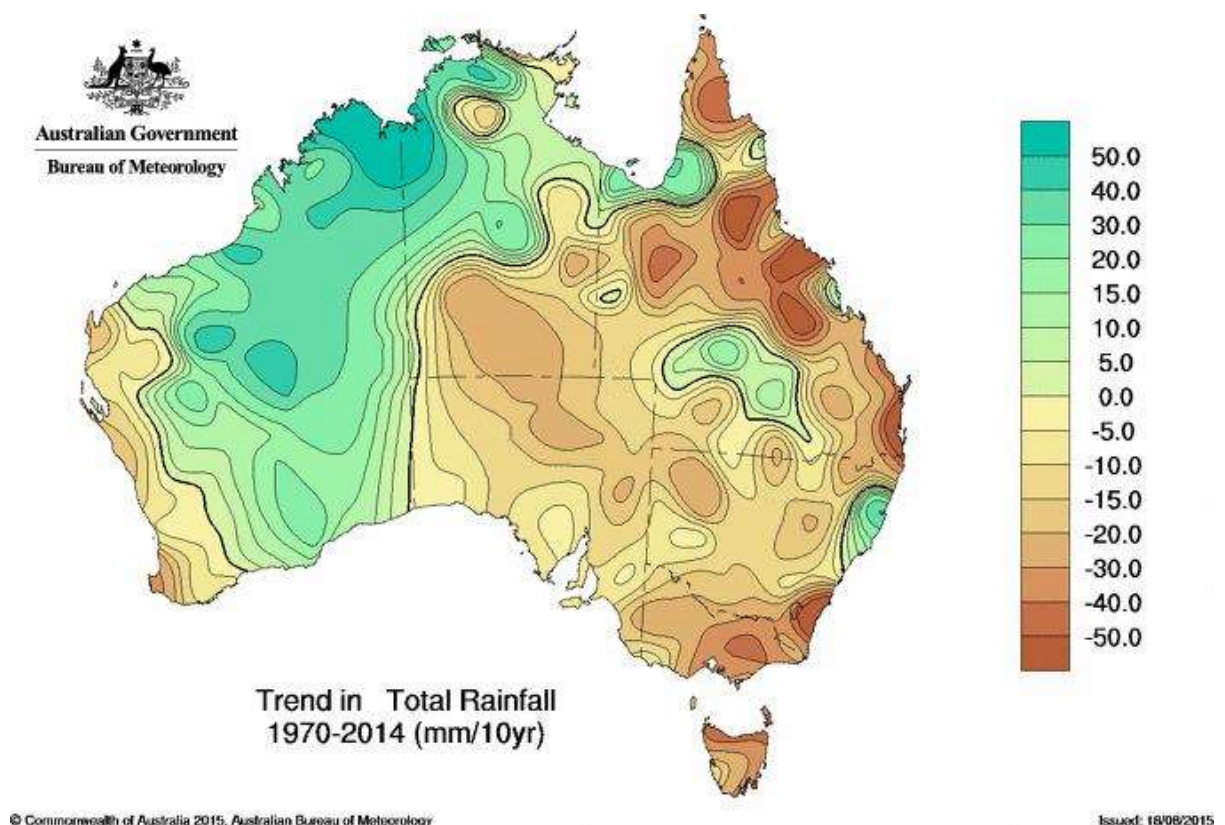 Australian Government
Bureau of Meteorology
50.0
40.0
30.0
20.0
15.0
10.0
5.0
0.0
-5.0
-10.0
-15.0
-20.0
-30.0
-40.0
-50.0
Trend in Total Rainfall
1970-2014 (mm/10yr)
© Commonwealth of Australia 2015, Australian Bureau of Meteorology
Issued: 18/08/2015